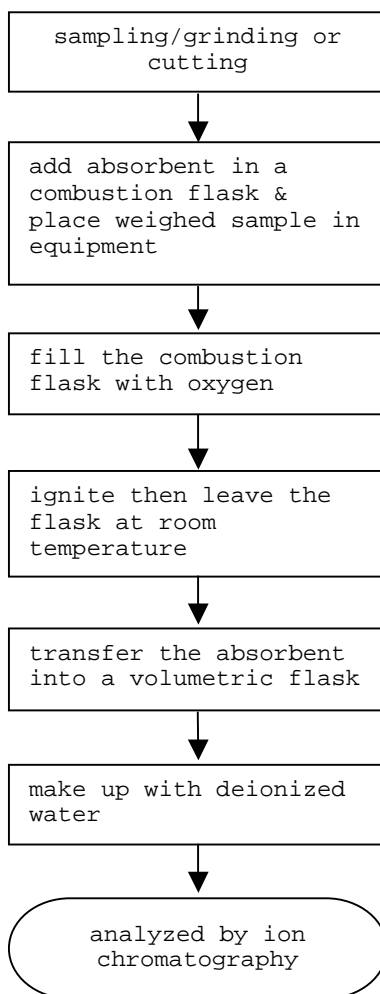 sampling/grinding or
cutting
add absorbent in a
combustion flask &
place weighed sample in
equipment
fill the combustion
flask with oxygen
ignite then leave the
flask at room
temperature
transfer the absorbent
into a volumetric flask
make up with deionized
water
analyzed by ion
chromatography